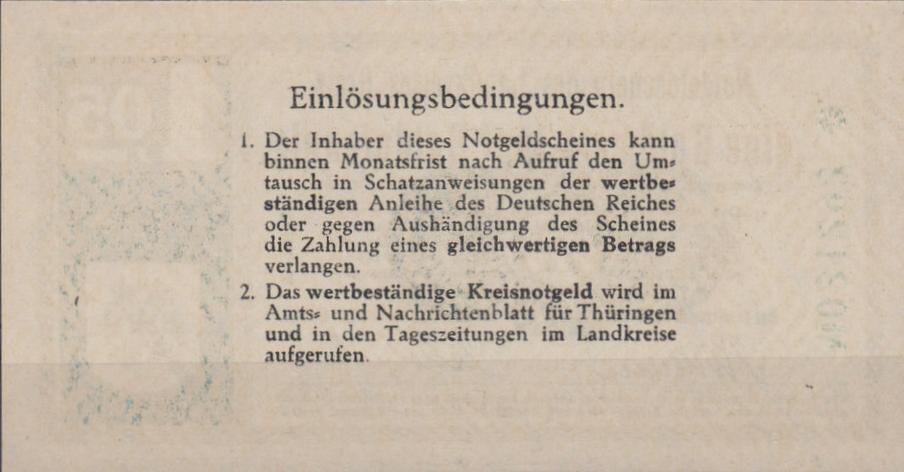 Einlösungsbedingungen.
1. Der Inhaber dieses Notgeldscheines kann
binnen Monatsfrist nach Aufruf den Um⸗
tausch in Schatzanweisungen der wertbe⸗
ständigen Anleihe des Deutschen Reiches
oder gegen Aushändigung des Scheines
die Zahlung eines gleichwertigen Betrags
verlangen.
2. Das wertbeständige Kreisnotgeld wird im
Amts⸗ und Nachrichtenblatt für Thüringen
und in den Tageszeitungen im Landkreise
aufgerufen.